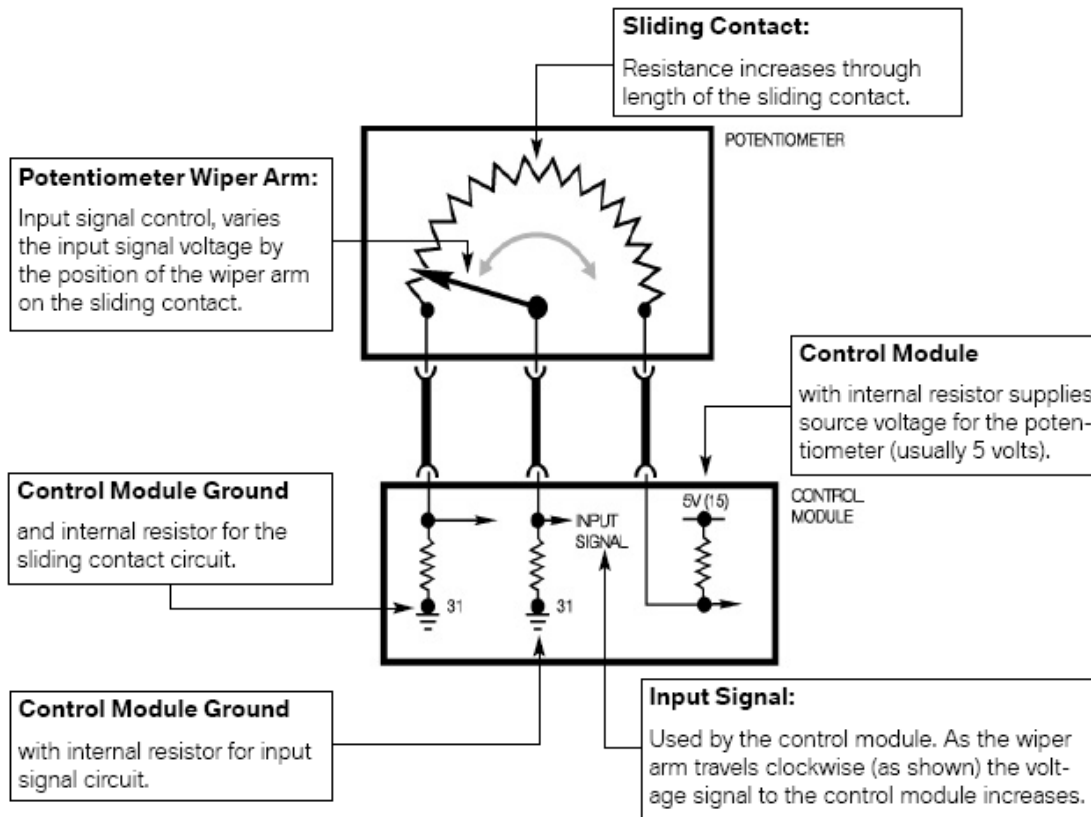 Sliding Contact:
Resistance increases through
length of the sliding contact.
POTENTIOMETER
Potentiometer Wiper Arm:
Input signal control, varies
the input signal voltage by
the position of the wiper arm
on the sliding contact.
Control Module
with internal resistor supplies
source voltage for the poten-
tiometer (usually 5 volts).
Control Module Ground
and internal resistor for the
sliding contact circuit.
5V (15)
CONTROL
MODULE
INPUT
SIGNAL
31
31
Control Module Ground
with internal resistor for input
signal circuit.
Input Signal:
Used by the control module. As the wiper
arm travels clockwise (as shown) the volt-
age signal to the control module increases.